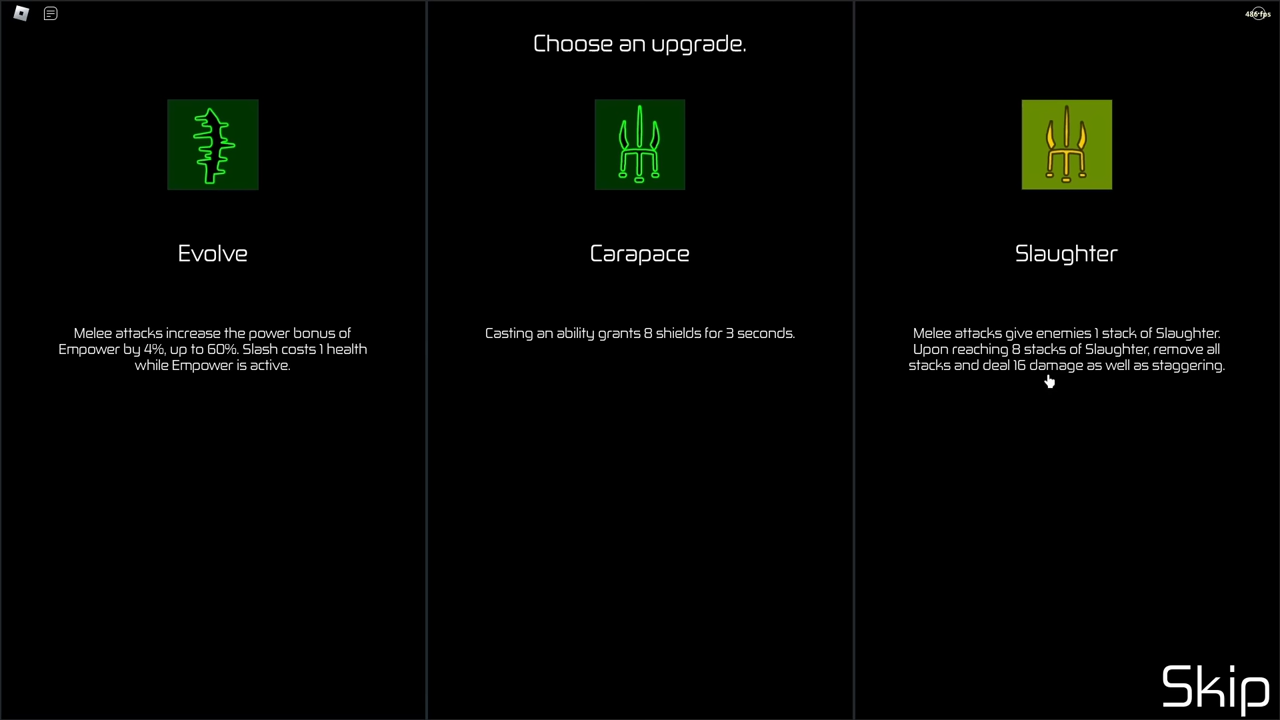 486 fps
Choose an upgrade.
Evolve
Melee attacks increase the power bonus of
Empower by 4%, up to 60%. Slash costs 1 health
while Empower is active.
Carapace
Casting an ability grants 8 shields for 3 seconds.
Slaughter
Melee attacks give enemies 1 stack of Slaughter.
Upon reaching 8 stacks of Slaughter, remove all
stacks and deal 16 damage as well as staggering.
Skip